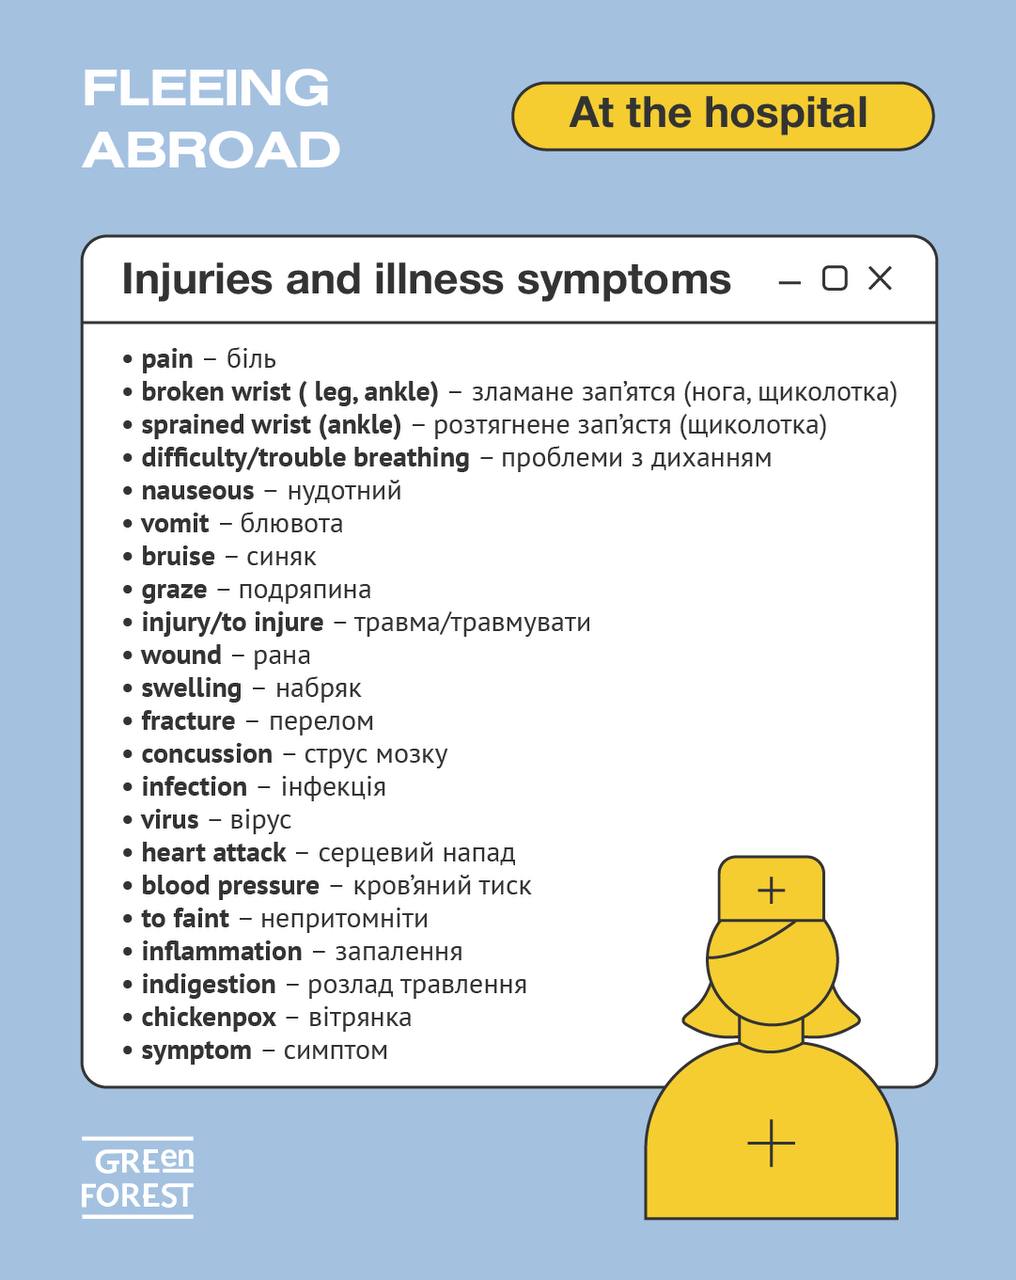 FLEEING
ABROAD
At the hospital
Injuries and illness symptoms
• pain – біль
• broken wrist ( leg, ankle) – зламане зап’ятся (нога, щиколотка)
• sprained wrist (ankle) – розтягнене зап’ястя (щиколотка)
• difficulty/trouble breathing – проблеми з диханням
• nauseous – нудотний
• vomit – блювота
• bruise – синяк
• graze – подряпина
• injury/to injure – травма/травмувати
• wound – рана
• swelling – набряк
• fracture – перелом
• concussion – струс мозку
• infection – інфекція
• virus – вірус
• heart attack – серцевий напад
• blood pressure – кров’яний тиск
• to faint – непритомніти
• inflammation – запалення
• indigestion – розлад травлення
• chickenpox – вітрянка
• symptom – симптом
GREen
FOREST